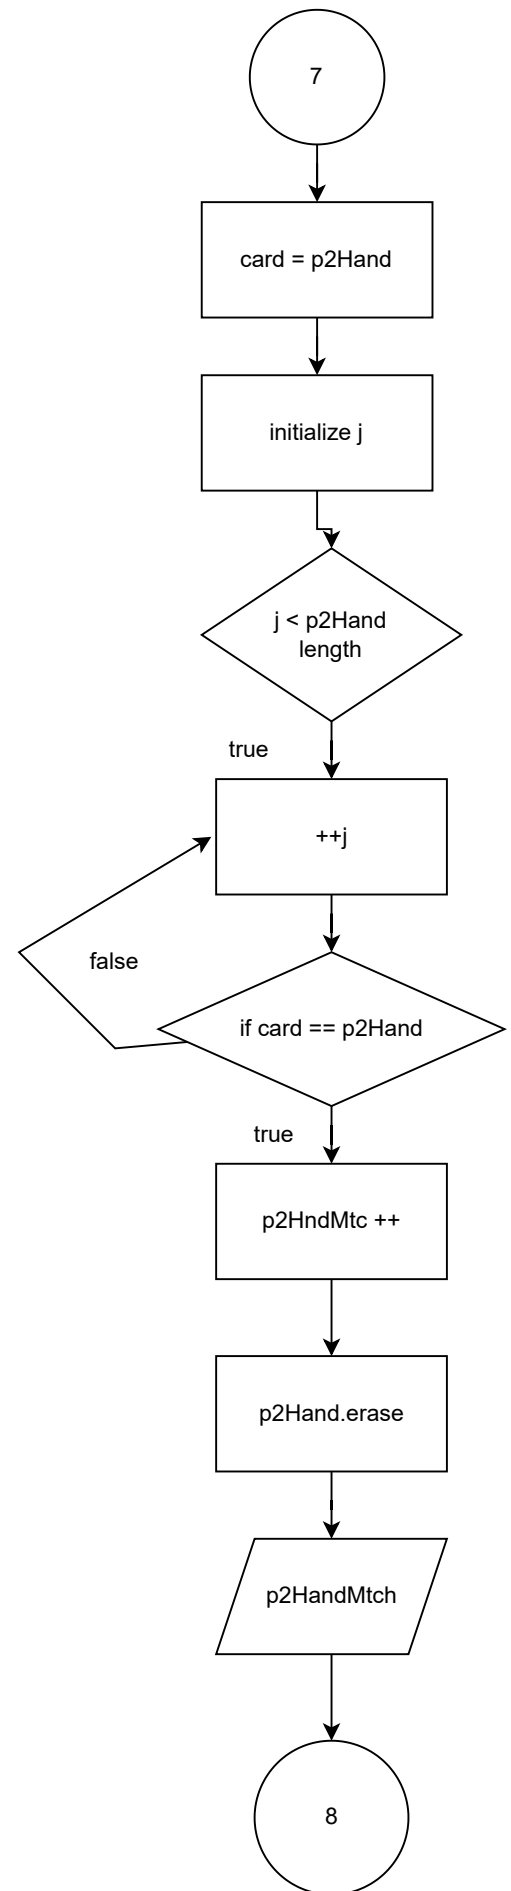 7
card = p2Hand
initialize j
j < p2Hand
length
true
++j
false
if card == p2Hand
true
p2HndMtc ++
p2Hand.erase
p2HandMtch
8